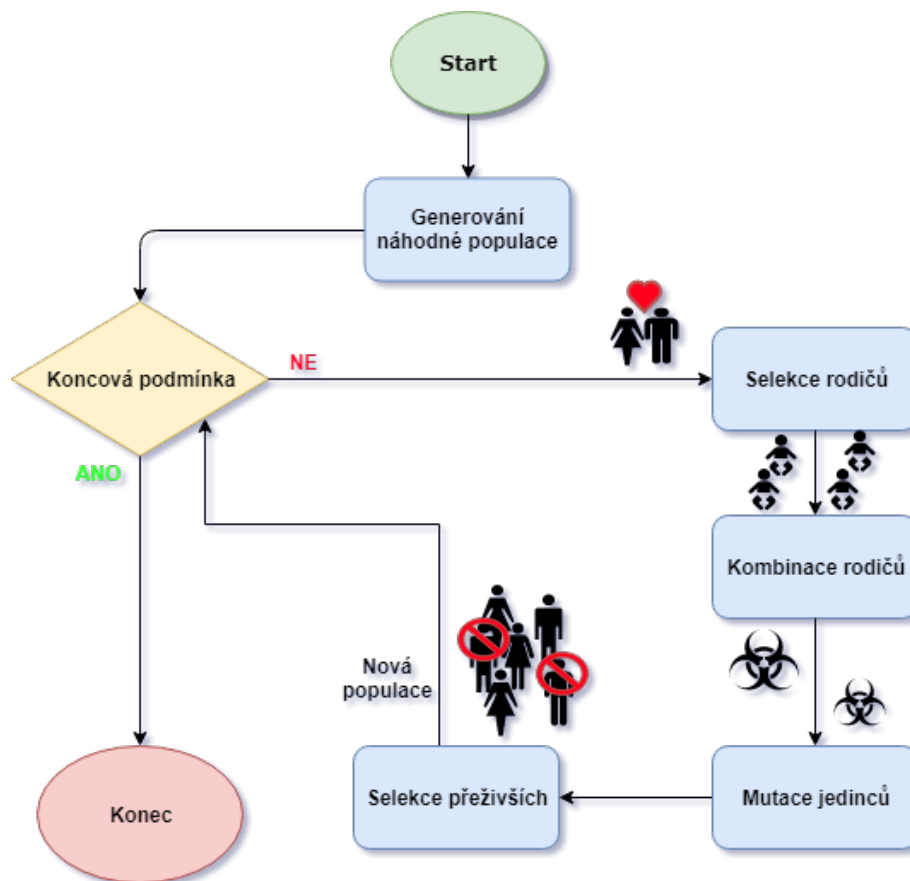 Start
Generování
náhodné populace
Koncová podmínka
NE
Selekce rodičů
ANO
Kombinace rodičů
Nová
populace
Selekce přeživších
Mutace jedinců
Konec